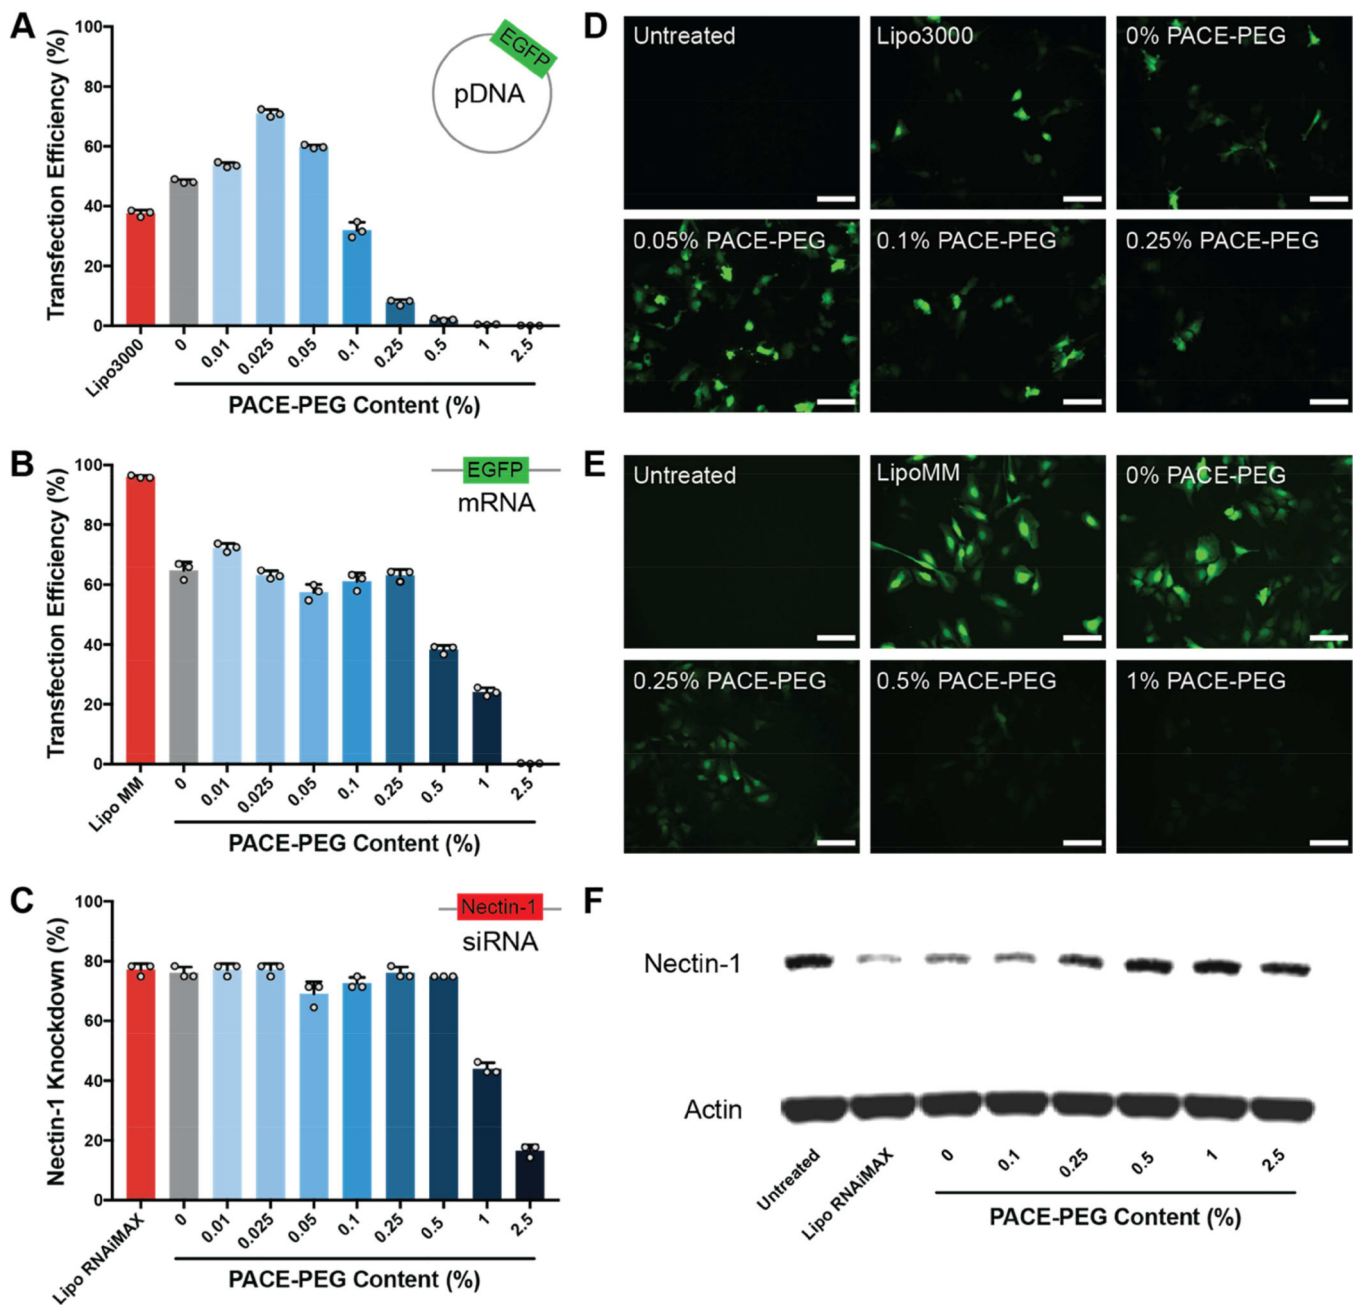 A
Transfection Efficiency (%)
100
80
60
40
20
0
EGFP
pDNA
Lipo3000
0
0.01
0.025
0.05
0.1
0.25
0.5
1
2.5
PACE-PEG Content (%)
B
Transfection Efficiency (%)
100
80
60
40
20
0
EGFP
mRNA
Lipo MM
0
0.01
0.025
0.05
0.1
0.25
0.5
1
2.5
PACE-PEG Content (%)
C
Nectin-1 Knockdown (%)
100
80
60
40
20
0
Nectin-1
siRNA
Lipo RNAiMAX
0
0.01
0.025
0.05
0.1
0.25
0.5
1
2.5
PACE-PEG Content (%)
D
Untreated
Lipo3000
0% PACE-PEG
0.05% PACE-PEG
0.1% PACE-PEG
0.25% PACE-PEG
E
Untreated
LipoMM
0% PACE-PEG
0.25% PACE-PEG
0.5% PACE-PEG
1% PACE-PEG
F
Nectin-1
Actin
Untreated
Lipo RNAiMAX
0
0.1
0.25
0.5
1
2.5
PACE-PEG Content (%)